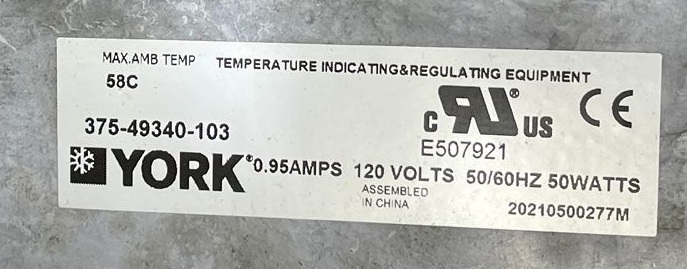 MAX.AMB TEMP TEMPERATURE INDICATING&REGULATING EQUIPMENT
58C
375-49340-103
C RU® US CE
E507921
YORK® 0.95AMPS 120 VOLTS 50/60HZ 50WATTS
ASSEMBLED
IN CHINA
20210500277M